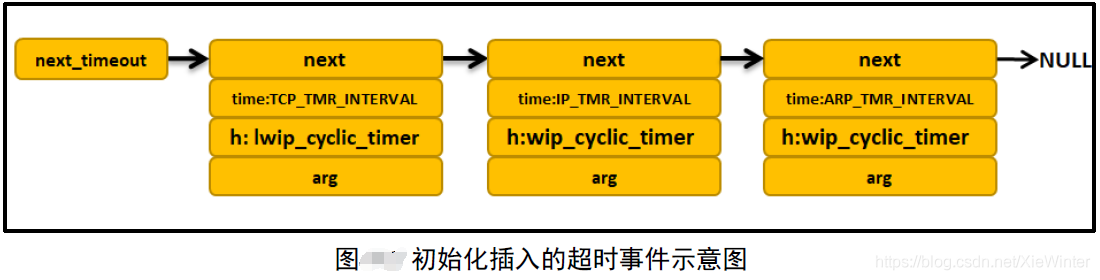 next_timeout
next
next
next
NULL
time:TCP_TMR_INTERVAL
time:IP_TMR_INTERVAL
time:ARP_TMR_INTERVAL
h: lwip_cyclic_timer
h:wip_cyclic_timer
h:wip_cyclic_timer
arg
arg
arg
图 初始化插入的超时事件示意图
https://blog.csdn.net/XieWinter